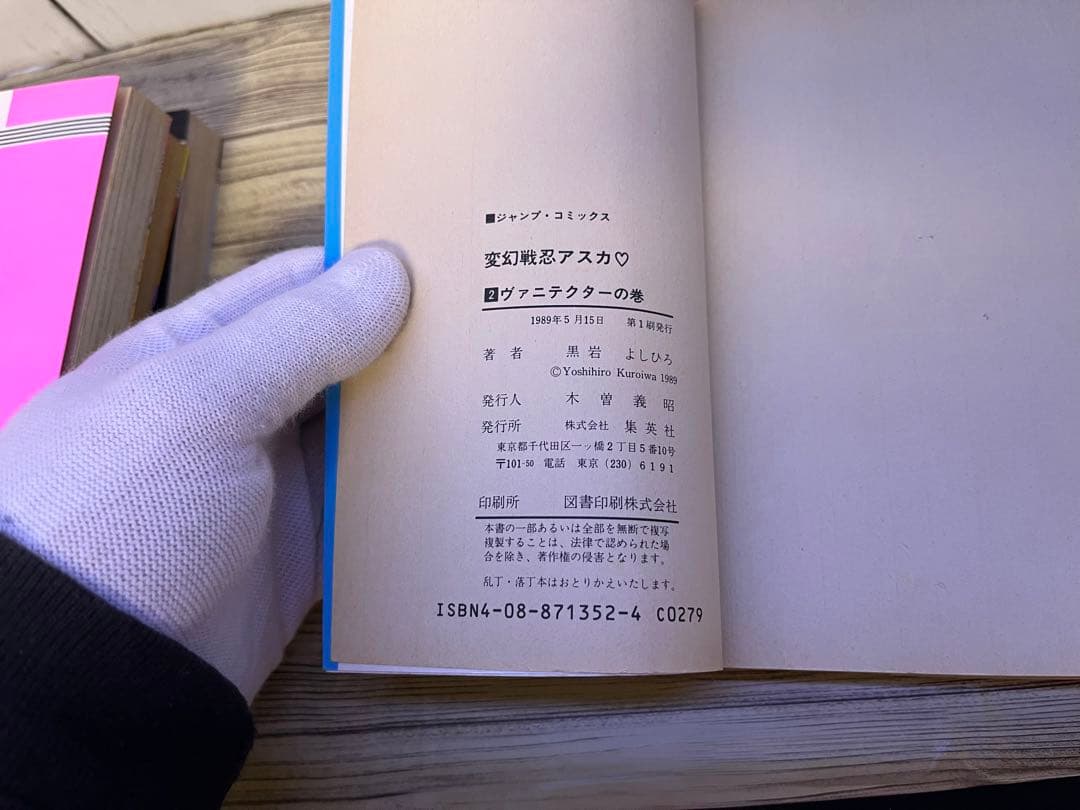 ■ジャンプ・コミックス
変幻戦忍アスカ♡
2ヴァニテクターの巻
1989年5月15日 第1刷発行
著者 黒岩 よしひろ
©Yoshihiro Kuroiwa 1989
発行人 木曽義昭
発行所 株式会社 集英社
東京都千代田区一ッ橋2丁目5番10号
〒101-50 電話 東京(230)6191
印刷所 図書印刷株式会社
本書の一部あるいは全部を無断で複写
複製することは、法律で認められた場
合を除き、著作権の侵害となります。
乱丁・落丁本はおとりかえいたします。
ISBN4-08-871352-4 C0279